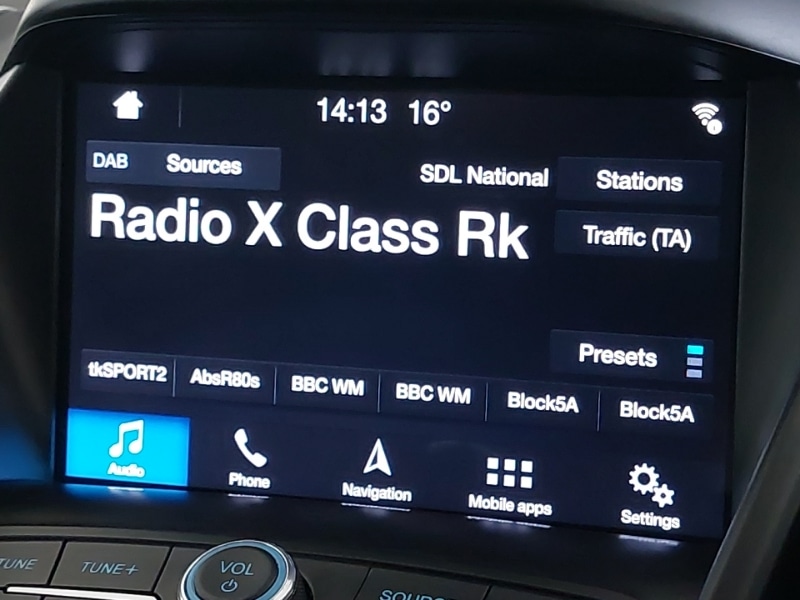 14:13 16°
DAB Sources SDL National Stations
Radio X Class Rk
Traffic (TA)
Presets
tkSPORT2 AbsR80s BBC WM BBC WM Block5A Block5A
Audio Phone Navigation Mobile apps Settings
TUNE TUNE+ VOL